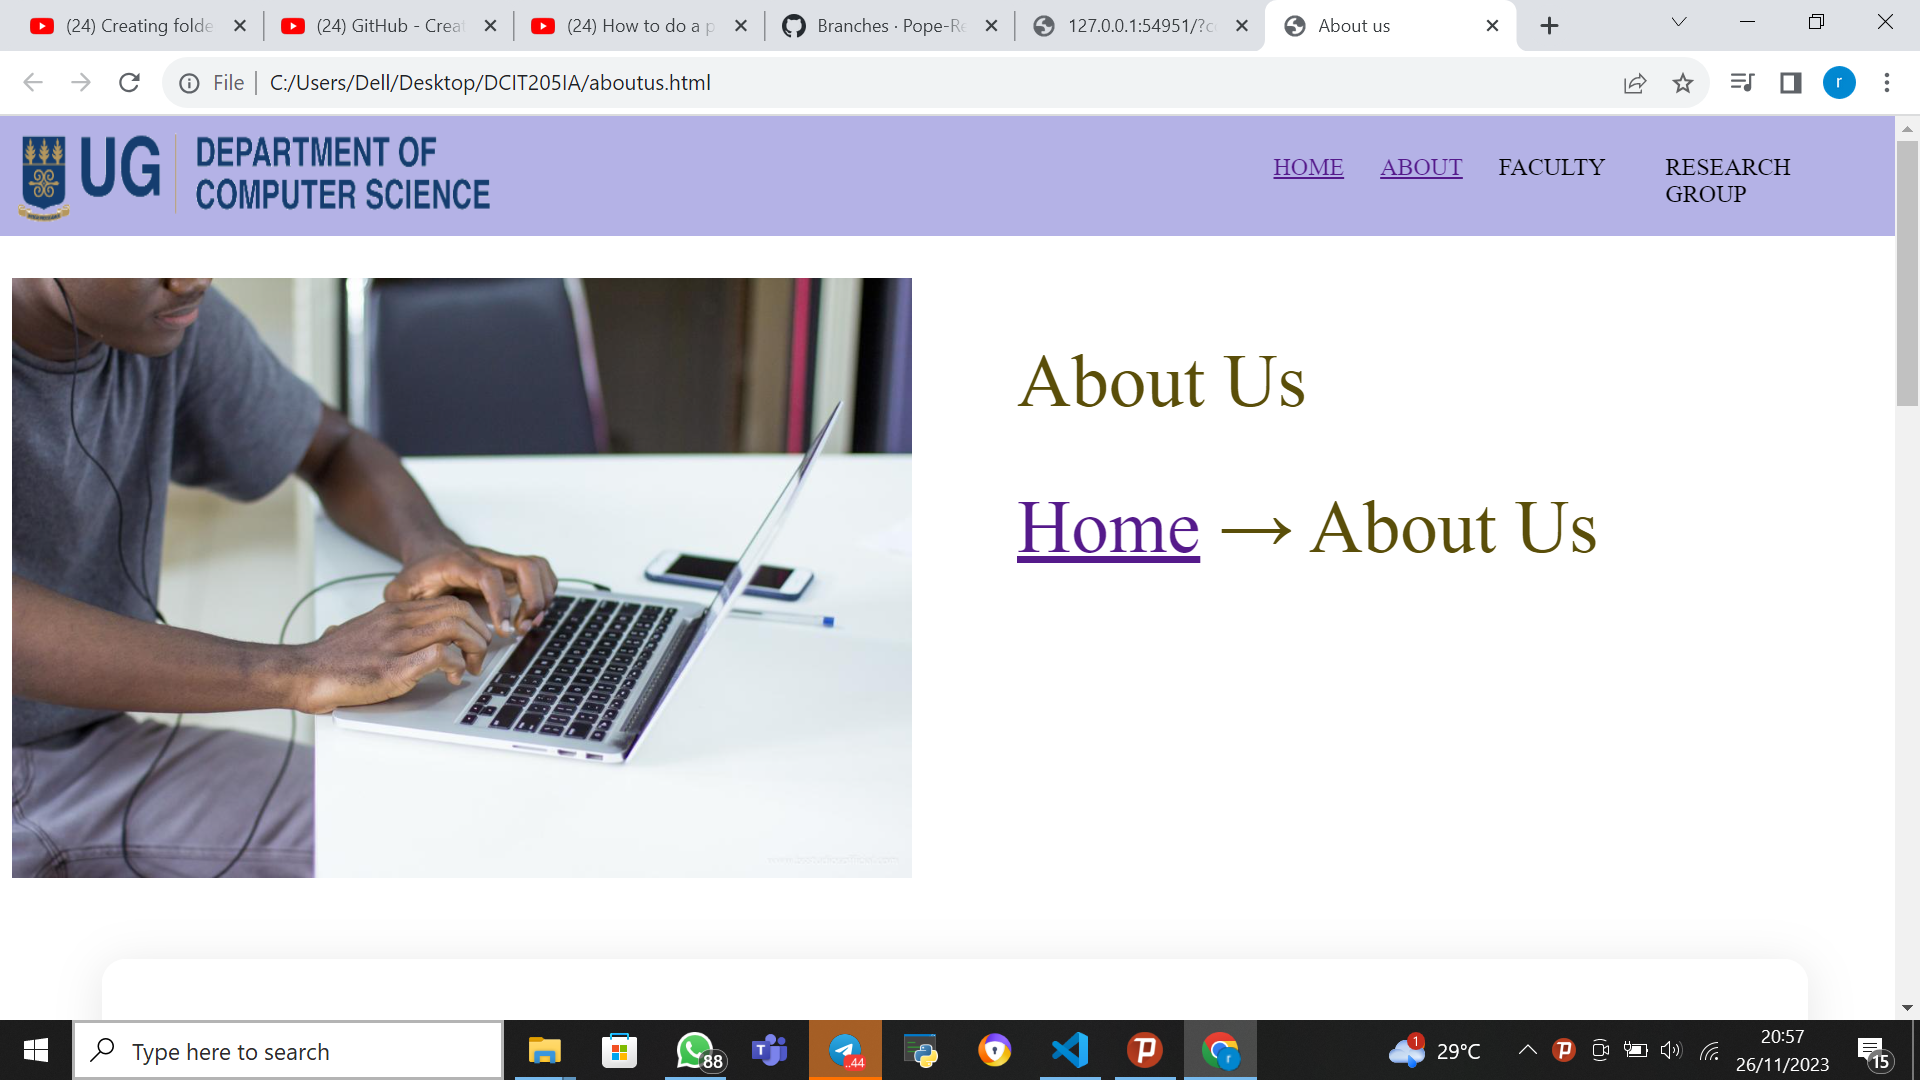 (24) Creating folde
(24) GitHub - Creat
(24) How to do a p
Branches · Pope-Re
127.0.0.1:54951/?c
About us
File
C:/Users/Dell/Desktop/DCIT205IA/aboutus.html
r
UG
DEPARTMENT OF
COMPUTER SCIENCE
HOME
ABOUT
FACULTY
RESEARCH
GROUP
About Us
Home → About Us
Type here to search
88
..44
r
1
29°C
20:57
26/11/2023
15